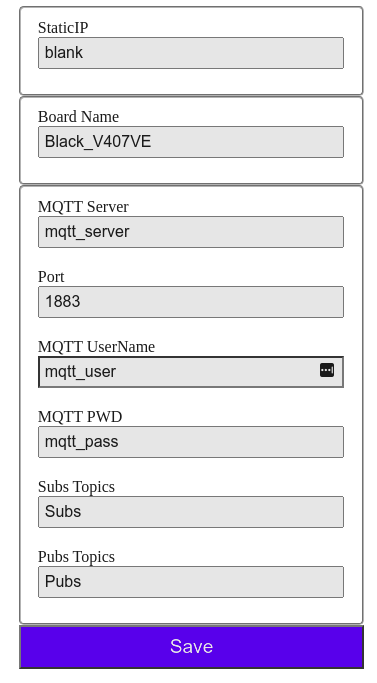 StaticIP
blank
Board Name
Black_V407VE
MQTT Server
mqtt_server
Port
1883
MQTT UserName
mqtt_user
MQTT PWD
mqtt_pass
Subs Topics
Subs
Pubs Topics
Pubs
Save